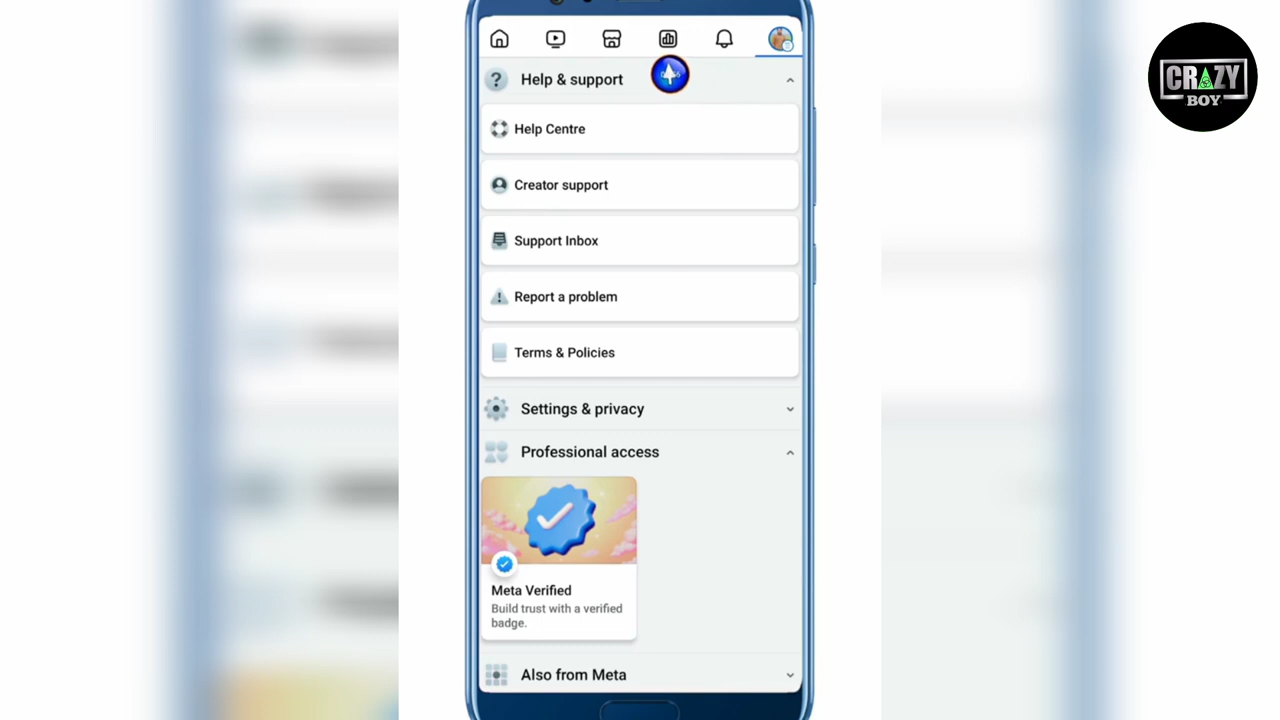 CRAZY
BOY
Help & support
Help Centre
Creator support
Support Inbox
Report a problem
Terms & Policies
Settings & privacy
Professional access
Meta Verified
Build trust with a verified
badge.
Also from Meta